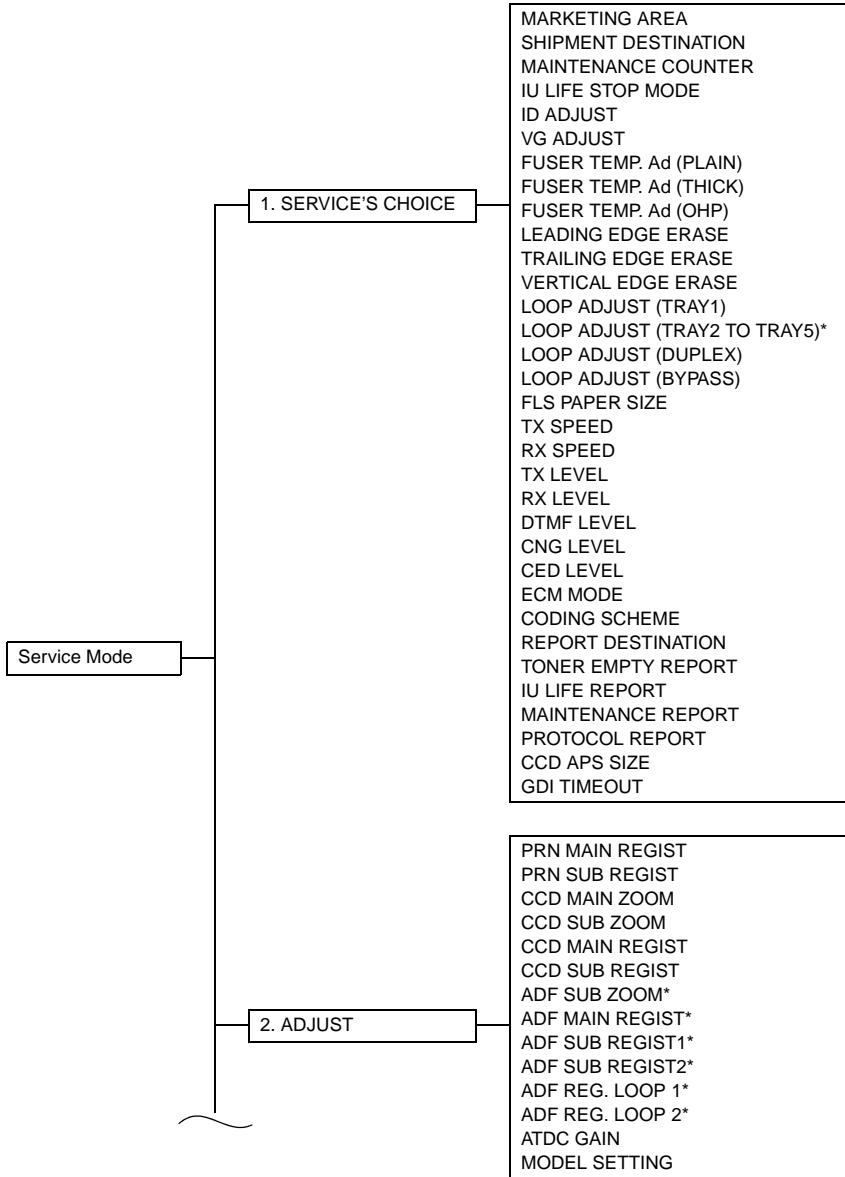 Service Mode
1. SERVICE’S CHOICE
MARKETING AREA
SHIPMENT DESTINATION
MAINTENANCE COUNTER
IU LIFE STOP MODE
ID ADJUST
VG ADJUST
FUSER TEMP. Ad (PLAIN)
FUSER TEMP. Ad (THICK)
FUSER TEMP. Ad (OHP)
LEADING EDGE ERASE
TRAILING EDGE ERASE
VERTICAL EDGE ERASE
LOOP ADJUST (TRAY1)
LOOP ADJUST (TRAY2 TO TRAY5)*
LOOP ADJUST (DUPLEX)
LOOP ADJUST (BYPASS)
FLS PAPER SIZE
TX SPEED
RX SPEED
TX LEVEL
RX LEVEL
DTMF LEVEL
CNG LEVEL
CED LEVEL
ECM MODE
CODING SCHEME
REPORT DESTINATION
TONER EMPTY REPORT
IU LIFE REPORT
MAINTENANCE REPORT
PROTOCOL REPORT
CCD APS SIZE
GDI TIMEOUT
2. ADJUST
PRN MAIN REGIST
PRN SUB REGIST
CCD MAIN ZOOM
CCD SUB ZOOM
CCD MAIN REGIST
CCD SUB REGIST
ADF SUB ZOOM*
ADF MAIN REGIST*
ADF SUB REGIST1*
ADF SUB REGIST2*
ADF REG. LOOP 1*
ADF REG. LOOP 2*
ATDC GAIN
MODEL SETTING